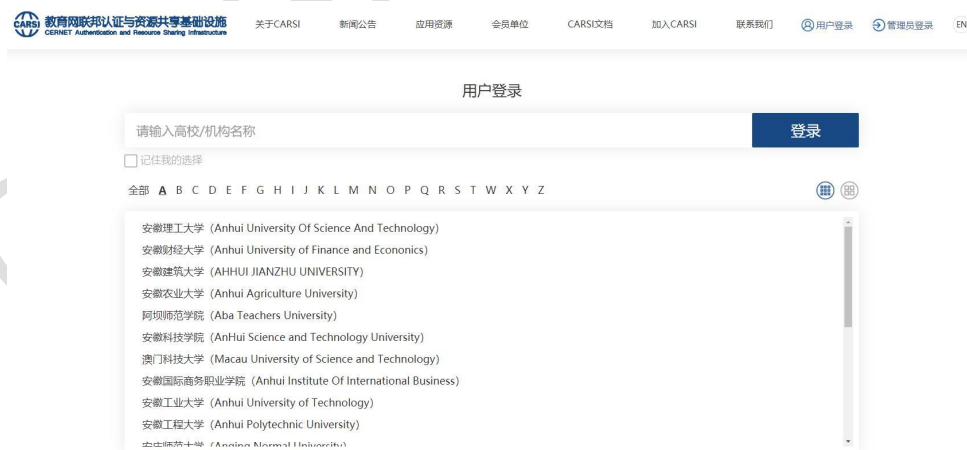 CARSI 教育网联邦认证与资源共享基础设施
CERNET Authentication and Resource Sharing Infrastructure
关于CARSI 新闻公告 应用资源 会员单位 CARSI文档 加入CARSI 联系我们 用户登录 管理员登录 EN
用户登录
请输入高校/机构名称 登录
记住我的选择
全部 A B C D E F G H I J K L M N O P Q R S T W X Y Z
安徽理工大学 (Anhui University Of Science And Technology)
安徽财经大学 (Anhui University of Finance and Econonics)
安徽建筑大学 (AHHUI JIANZHU UNIVERSITY)
安徽农业大学 (Anhui Agriculture University)
阿坝师范学院 (Aba Teachers University)
安徽科技学院 (AnHui Science and Technology University)
澳门科技大学 (Macau University of Science and Technology)
安徽国际商务职业学院 (Anhui Institute Of International Business)
安徽工业大学 (Anhui University of Technology)
安徽工程大学 (Anhui Polytechnic University)
安庆师范大学 (Anqing Normal University)